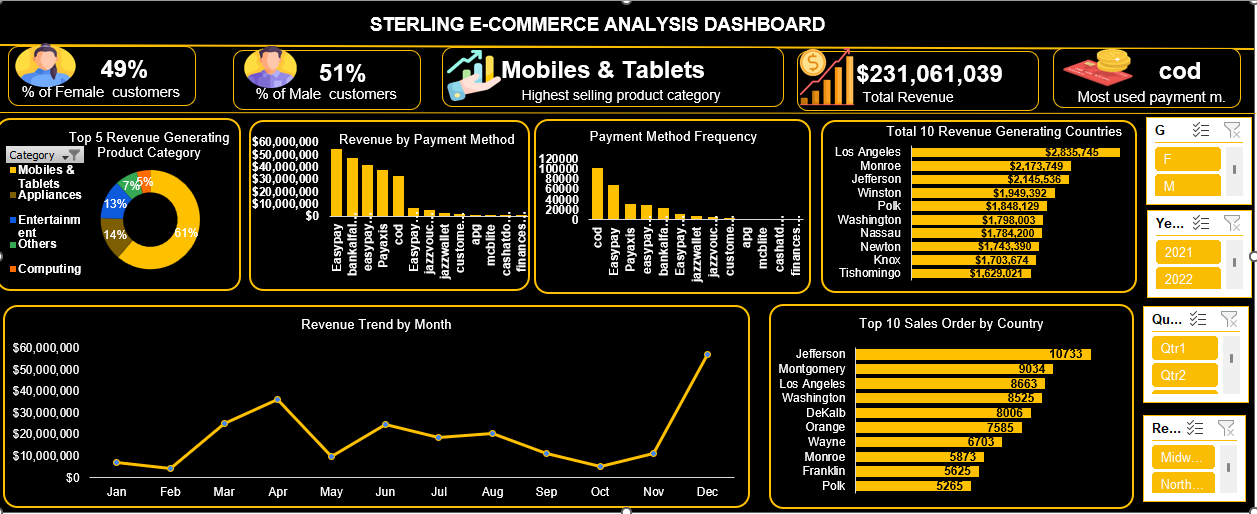 STERLING E-COMMERCE ANALYSIS DASHBOARD
49%
% of Female customers
51%
% of Male customers
Mobiles & Tablets
Highest selling product category
$231,061,039
Total Revenue
cod
Most used payment m.
Top 5 Revenue Generating
Product Category
Category
Mobiles &
Tablets
Appliances
Entertainm
ent
Others
Computing
61%
14%
13%
7%
5%
Revenue by Payment Method
$60,000,000
$50,000,000
$40,000,000
$30,000,000
$20,000,000
$10,000,000
$0
Easypay
bankalfa...
easypay...
Payaxis
cod
Easypay...
jazzvouc...
jazzwallet
custome...
apg
mcblite
cashatdo...
finances...
Payment Method Frequency
120000
100000
80000
60000
40000
20000
0
cod
Easypay
Payaxis
easypay...
bankalfa...
Easypay...
jazzwallet
jazzvouc...
custome...
apg
mcblite
cashatd...
finances...
Total 10 Revenue Generating Countries
Los Angeles $2,835,745
Monroe $2,173,749
Jefferson $2,145,536
Winston $1,949,392
Polk $1,848,129
Washington $1,798,003
Nassau $1,784,200
Newton $1,743,390
Knox $1,703,674
Tishomingo $1,629,021
G
F
M
Ye...
2021
2022
Qu...
Qtr1
Qtr2
Re...
Midw...
North...
Revenue Trend by Month
$60,000,000
$50,000,000
$40,000,000
$30,000,000
$20,000,000
$10,000,000
$0
Jan Feb Mar Apr May Jun Jul Aug Sep Oct Nov Dec
Top 10 Sales Order by Country
Jefferson 10733
Montgomery 9034
Los Angeles 8663
Washington 8525
DeKalb 8006
Orange 7585
Wayne 6703
Monroe 5873
Franklin 5625
Polk 5265